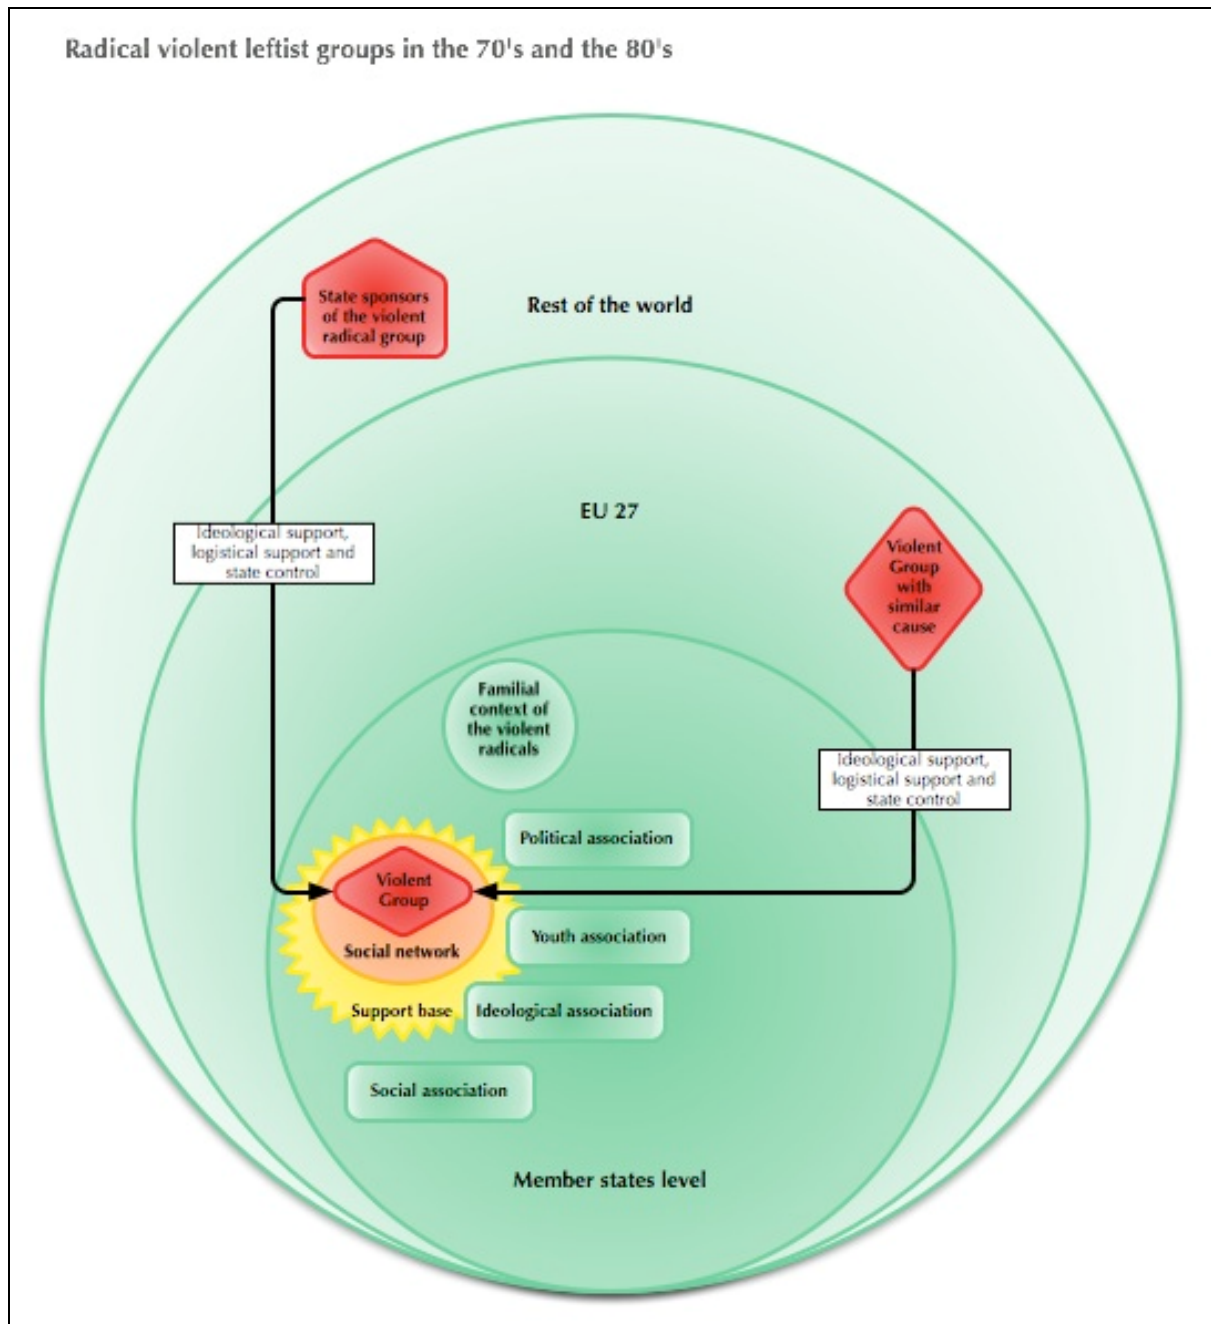 Radical violent leftist groups in the 70's and the 80's
State sponsors
of the violent
radical group
Rest of the world
EU 27
Ideological support,
logistical support and
state control
Violent
Group
with
similar
cause
Familial
context of
the violent
radicals
Ideological support,
logistical support and
state control
Political association
Violent
Group
Youth association
Social network
Support base
Ideological association
Social association
Member states level